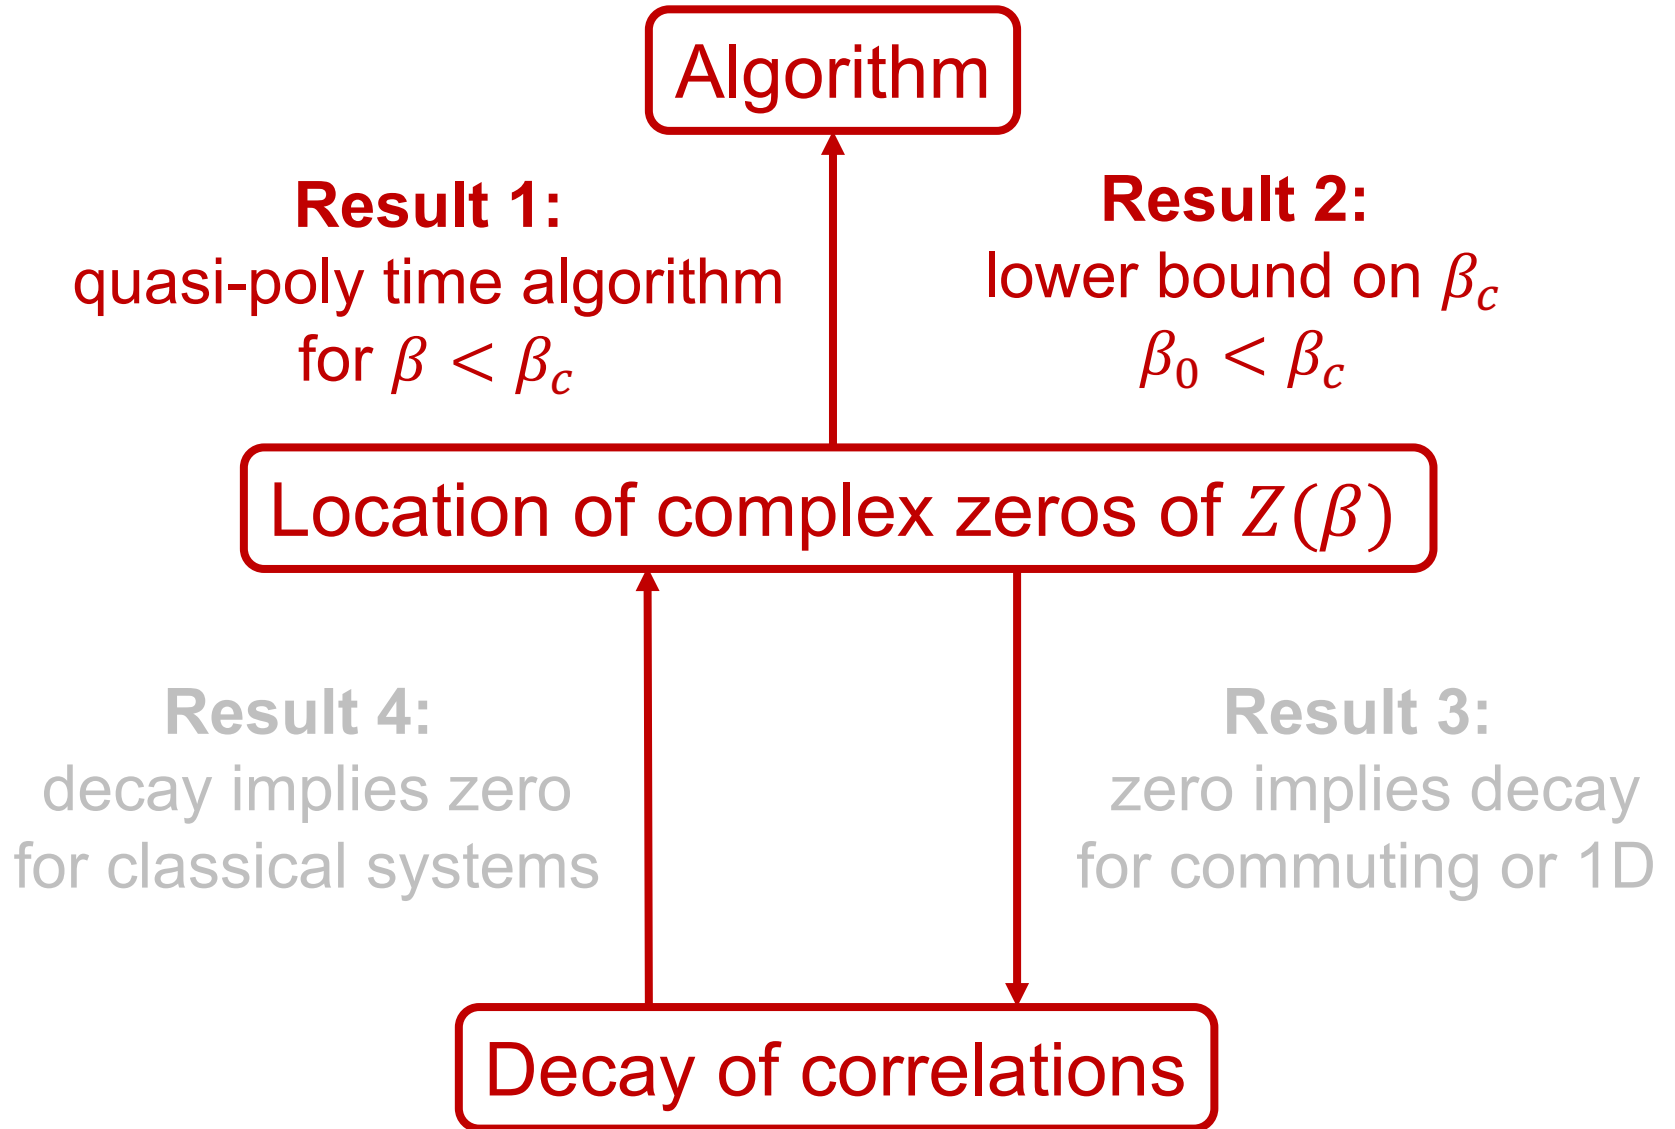 Algorithm
Result 1:
quasi-poly time algorithm
for β < β_c
Result 2:
lower bound on β_c
β_0 < β_c
Location of complex zeros of Z(β)
Result 4:
decay implies zero
for classical systems
Result 3:
zero implies decay
for commuting or 1D
Decay of correlations